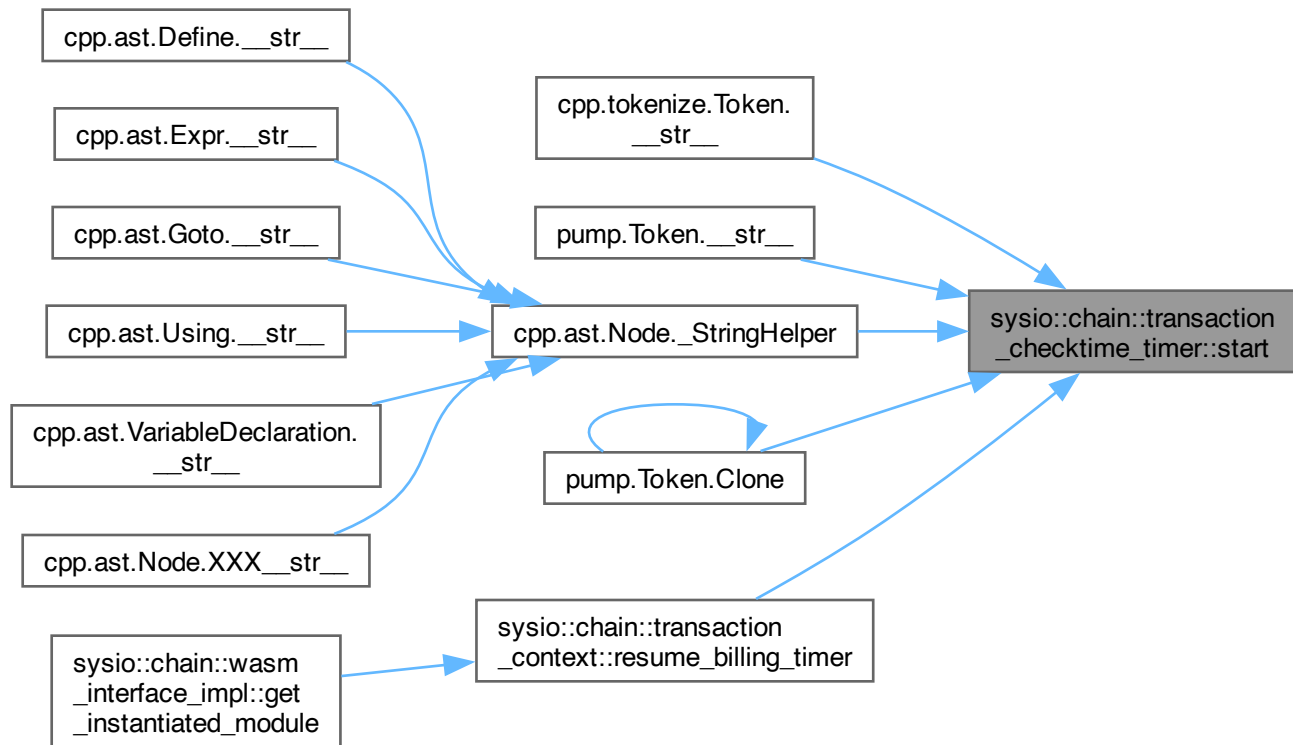 cpp.ast.Define.__str__
cpp.ast.Expr.__str__
cpp.ast.Goto.__str__
cpp.ast.Using.__str__
cpp.ast.VariableDeclaration.
__str__
cpp.ast.Node.XXX__str__
sysio::chain::wasm
_interface_impl::get
_instantiated_module
cpp.tokenize.Token.
__str__
pump.Token.__str__
cpp.ast.Node._StringHelper
pump.Token.Clone
sysio::chain::transaction
_context::resume_billing_timer
sysio::chain::transaction
_checktime_timer::start